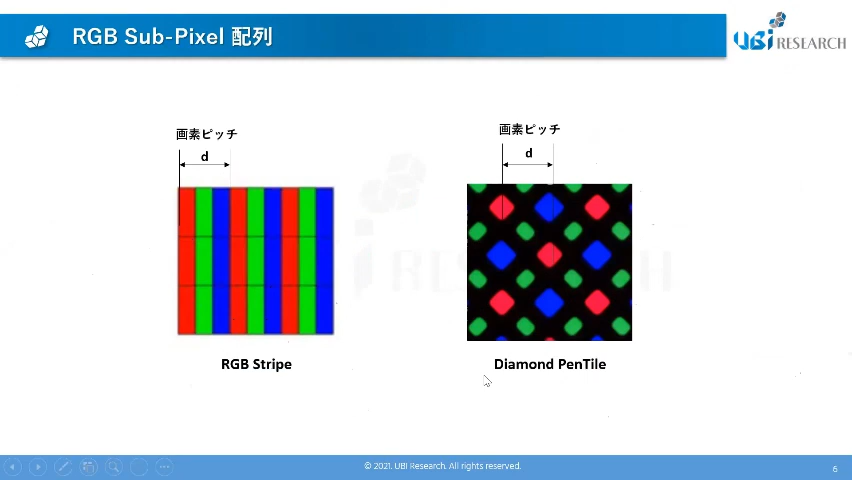 RGB Sub-Pixel 配列
UBi RESEARCH
画素ピッチ
d
画素ピッチ
d
RGB Stripe
Diamond PenTile
© 2021. UBI Research. All rights reserved.
6